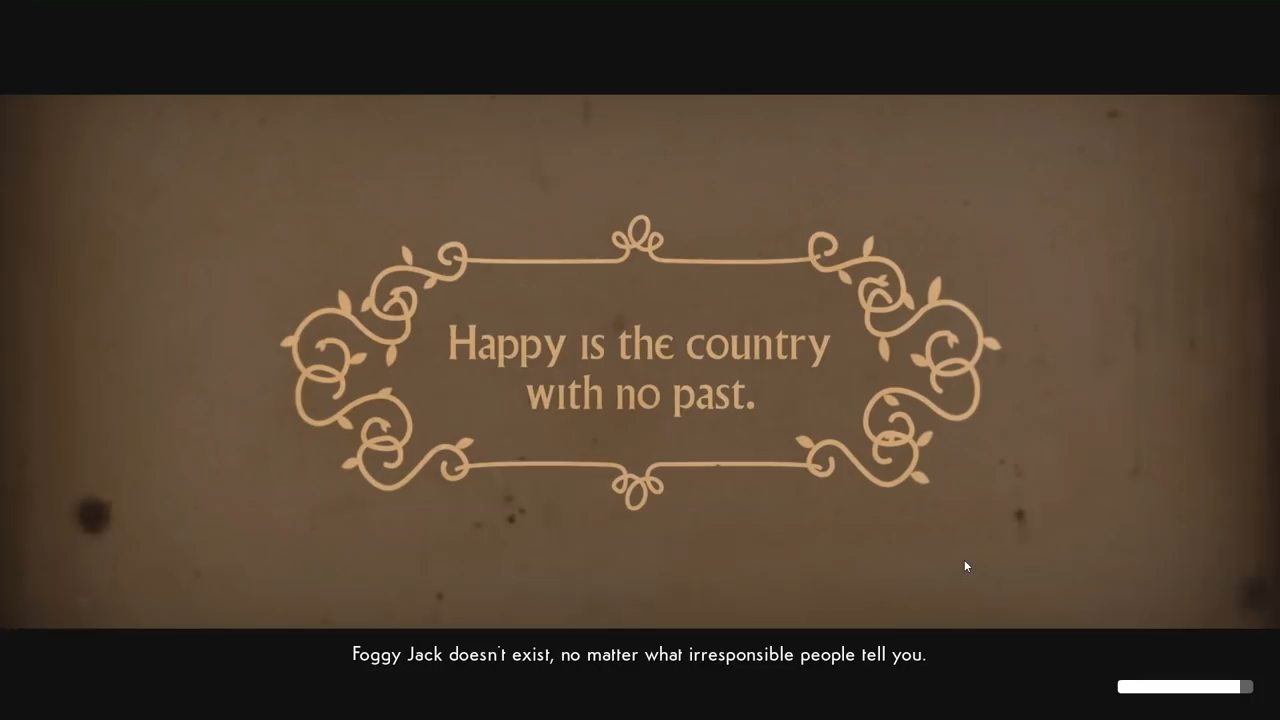 Happy is the country
with no past.
Foggy Jack doesn't exist, no matter what irresponsible people tell you.